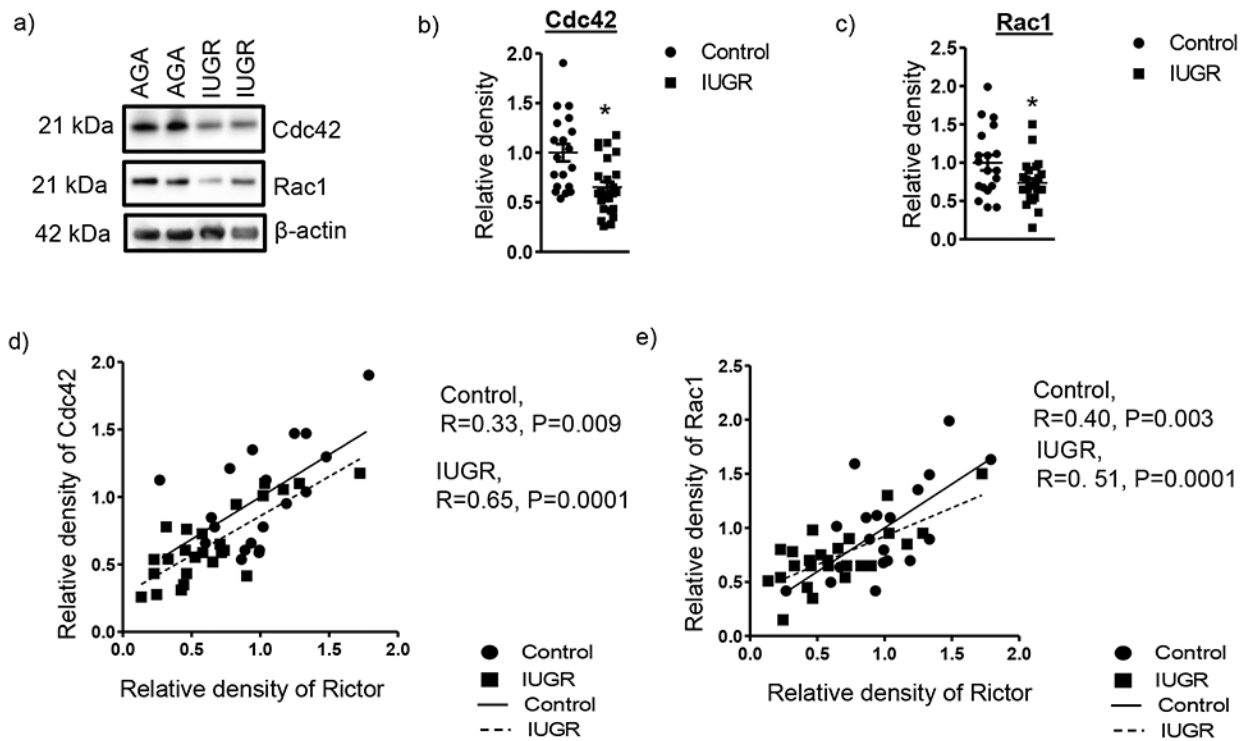 a)
AGA
AGA
IUGR
IUGR
21 kDa
Cdc42
21 kDa
Rac1
42 kDa
β-actin
b)
Cdc42
Control
IUGR
Relative density
2.0
1.5
1.0
0.5
0.0
*
c)
Rac1
Control
IUGR
Relative density
2.5
2.0
1.5
1.0
0.5
0.0
*
d)
Relative density of Cdc42
2.0
1.5
1.0
0.5
0.0
0.0 0.5 1.0 1.5 2.0
Relative density of Rictor
Control,
R=0.33, P=0.009
IUGR,
R=0.65, P=0.0001
Control
IUGR
Control
IUGR
e)
Relative density of Rac1
2.5
2.0
1.5
1.0
0.5
0.0
0.0 0.5 1.0 1.5 2.0
Relative density of Rictor
Control,
R=0.40, P=0.003
IUGR,
R=0. 51, P=0.0001
Control
IUGR
Control
IUGR